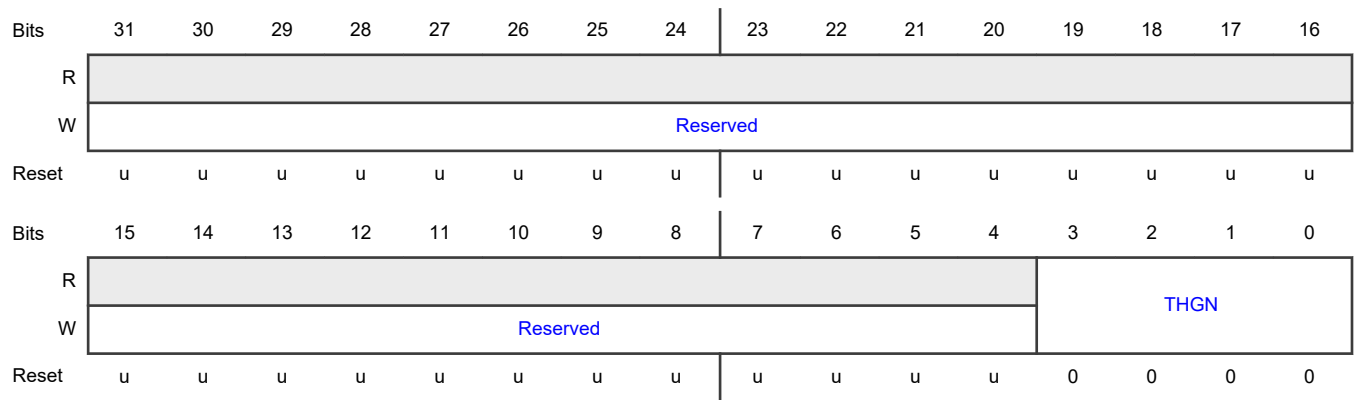 Bits 31 30 29 28 27 26 25 24 23 22 21 20 19 18 17 16
R
W Reserved
Reset u u u u u u u u u u u u u u u u
Bits 15 14 13 12 11 10 9 8 7 6 5 4 3 2 1 0
R
THGN
W Reserved
Reset u u u u u u u u u u u u 0 0 0 0